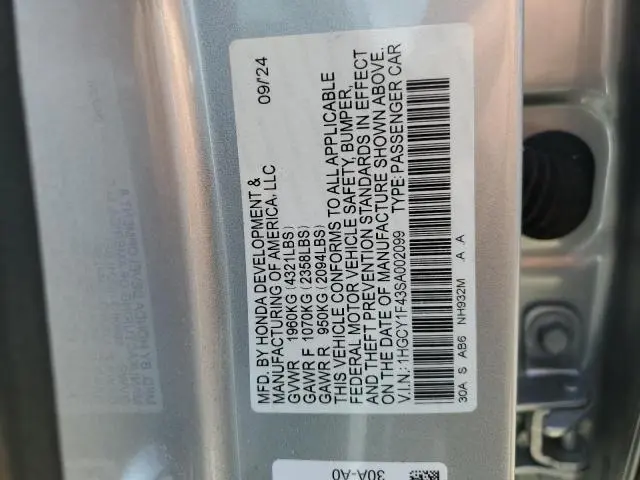 MFD. BY HONDA DEVELOPMENT & 09/24
MANUFACTURING OF AMERICA, LLC
GVWR 1960KG (4321LBS)
GAWR F 1070KG (2358LBS)
GAWR R 950KG (2094LBS)
THIS VEHICLE CONFORMS TO ALL APPLICABLE
FEDERAL MOTOR VEHICLE SAFETY, BUMPER,
AND THEFT PREVENTION STANDARDS IN EFFECT
ON THE DATE OF MANUFACTURE SHOWN ABOVE.
V.I.N.: 1HGCY1F43SA002099 TYPE: PASSENGER CAR
30A S AB6 NH932M A A
30A-A0